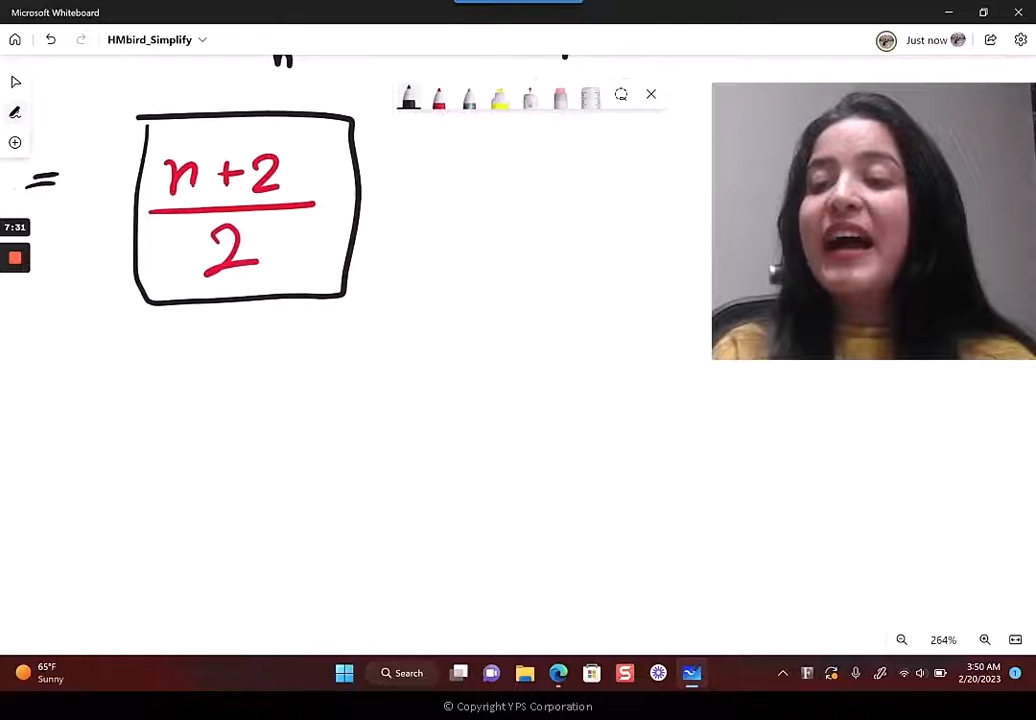 Microsoft Whiteboard
HMbird_Simplify
Just now
= n+2
2
7:31
264%
65°F
Sunny
Search
3:50 AM
2/20/2023
1
© Copyright YPS Corporation